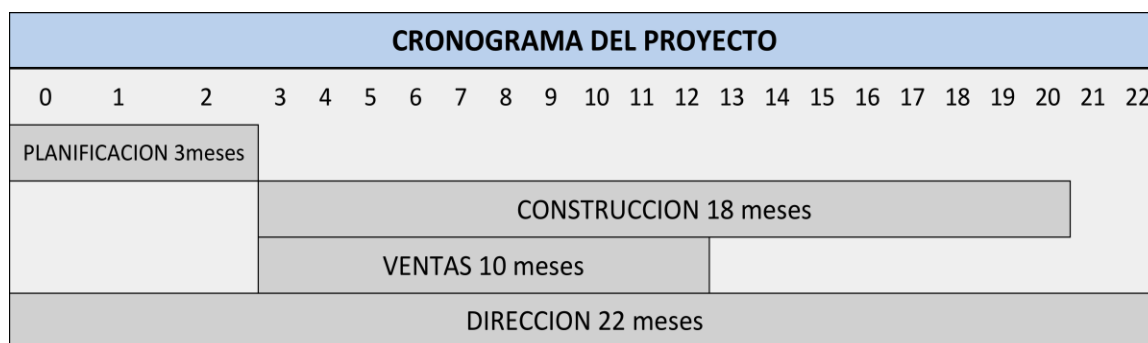 CRONOGRAMA DEL PROYECTO
0 1 2 3 4 5 6 7 8 9 10 11 12 13 14 15 16 17 18 19 20 21 22
PLANIFICACION 3meses
CONSTRUCCION 18 meses
VENTAS 10 meses
DIRECCION 22 meses